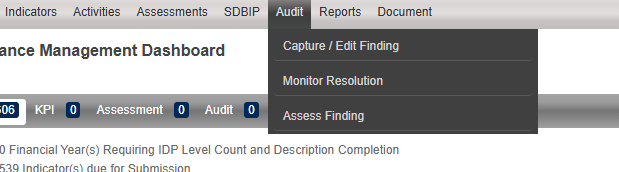 Indicators Activities Assessments SDBIP Audit Reports Document
Capture / Edit Finding
ance Management Dashboard
Monitor Resolution
506 KPI 0 Assessment 0 Audit 0
Assess Finding
0 Financial Year(s) Requiring IDP Level Count and Description Completion
539 Indicator(s) due for Submission